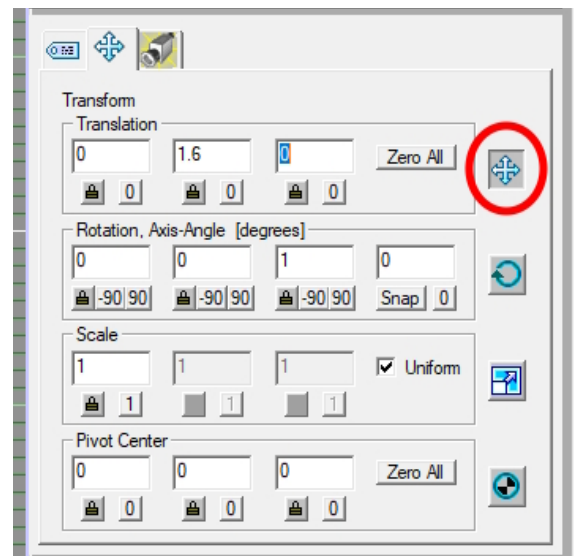 Transform
Translation
0 1.6 0 Zero All
0 0 0
Rotation, Axis-Angle [degrees]
0 0 1 0
-90 90 -90 90 -90 90 Snap 0
Scale
1 1 1 Uniform
1 1 1
Pivot Center
0 0 0 Zero All
0 0 0